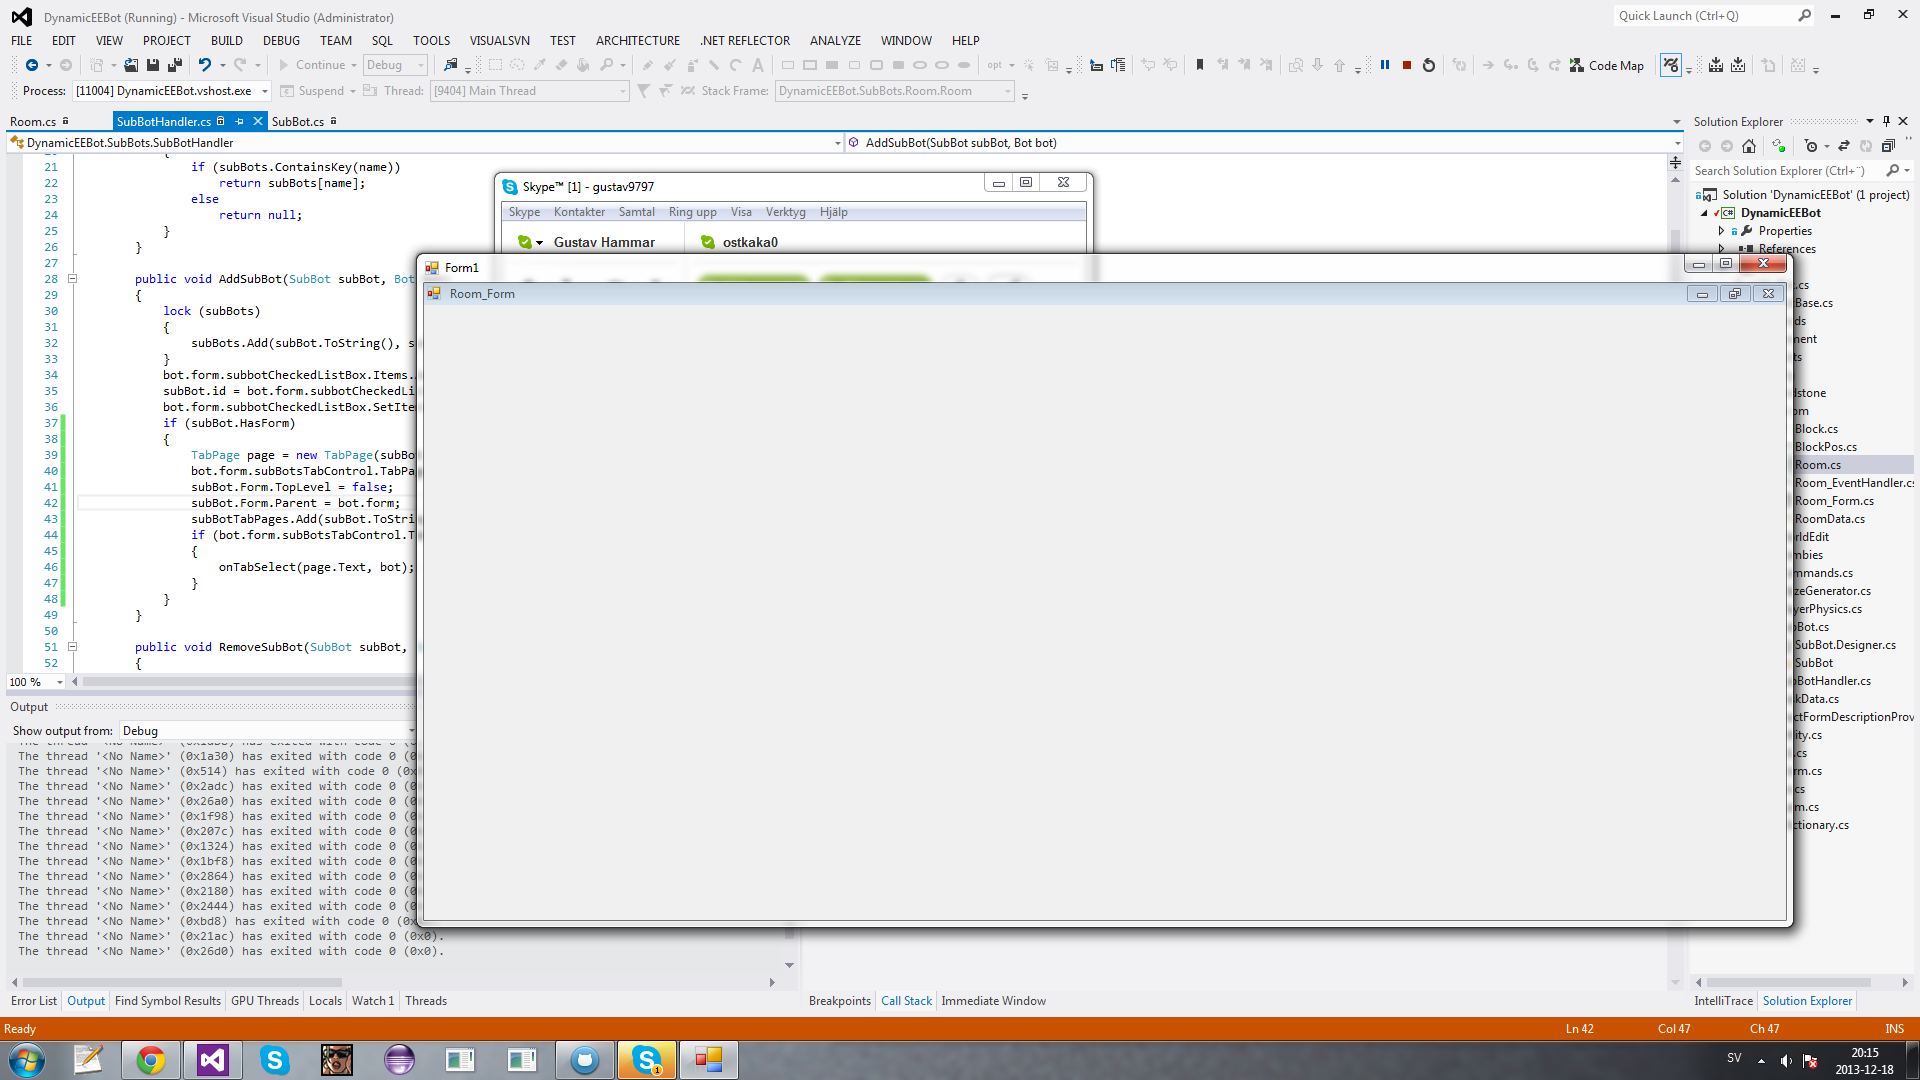 DynamicEEBot (Running) - Microsoft Visual Studio (Administrator)
Quick Launch (Ctrl+Q)
FILE EDIT VIEW PROJECT BUILD DEBUG TEAM SQL TOOLS VISUALSVN TEST ARCHITECTURE .NET REFLECTOR ANALYZE WINDOW HELP
Continue Debug opt Code Map
Process: [11004] DynamicEEBot.vshost.exe Suspend Thread: [9404] Main Thread Stack Frame: DynamicEEBot.SubBots.Room.Room
Room.cs SubBotHandler.cs SubBot.cs
DynamicEEBot.SubBots.SubBotHandler AddSubBot(SubBot subBot, Bot bot)
21 if (subBots.ContainsKey(name))
22 return subBots[name];
23 else
24 return null;
25 }
26 }
27
28 public void AddSubBot(SubBot subBot, Bot
29 {
30 lock (subBots)
31 {
32 subBots.Add(subBot.ToString(), s
33 }
34 bot.form.subbotCheckedListBox.Items.
35 subBot.id = bot.form.subbotCheckedLi
36 bot.form.subbotCheckedListBox.SetIte
37 if (subBot.HasForm)
38 {
39 TabPage page = new TabPage(subBo
40 bot.form.subBotsTabControl.TabPa
41 subBot.Form.TopLevel = false;
42 subBot.Form.Parent = bot.form;
43 subBotTabPages.Add(subBot.ToStri
44 if (bot.form.subBotsTabControl.T
45 {
46 onTabSelect(page.Text, bot);
47 }
48 }
49 }
50
51 public void RemoveSubBot(SubBot subBot,
52 {
100 %
Skype™ [1] - gustav9797
Skype Kontakter Samtal Ring upp Visa Verktyg Hjälp
Gustav Hammar ostkaka0
Form1
Room_Form
Solution Explorer
Search Solution Explorer (Ctrl+¨)
Solution 'DynamicEEBot' (1 project)
DynamicEEBot
Properties
References
.cs
Base.cs
ds
ment
ts
dstone
om
Block.cs
BlockPos.cs
Room.cs
Room_EventHandler.cs
Room_Form.cs
RoomData.cs
rldEdit
mbies
mmands.cs
zeGenerator.cs
yerPhysics.cs
bBot.cs
SubBot.Designer.cs
SubBot
bBotHandler.cs
kData.cs
ctFormDescriptionProv
ity.cs
.cs
rm.cs
cs
m.cs
ctionary.cs
Output
Show output from: Debug
The thread '<No Name>' (0x1a30) has exited with code 0 (0
The thread '<No Name>' (0x514) has exited with code 0 (0x
The thread '<No Name>' (0x2adc) has exited with code 0 (0
The thread '<No Name>' (0x26a0) has exited with code 0 (0
The thread '<No Name>' (0x1f98) has exited with code 0 (0
The thread '<No Name>' (0x207c) has exited with code 0 (0
The thread '<No Name>' (0x1324) has exited with code 0 (0
The thread '<No Name>' (0x1bf8) has exited with code 0 (0
The thread '<No Name>' (0x2864) has exited with code 0 (0
The thread '<No Name>' (0x2180) has exited with code 0 (0
The thread '<No Name>' (0x2444) has exited with code 0 (0
The thread '<No Name>' (0xbd8) has exited with code 0 (0x
The thread '<No Name>' (0x21ac) has exited with code 0 (0x0).
The thread '<No Name>' (0x26d0) has exited with code 0 (0x0).
Error List Output Find Symbol Results GPU Threads Locals Watch 1 Threads
Breakpoints Call Stack Immediate Window
IntelliTrace Solution Explorer
Ready Ln 42 Col 47 Ch 47 INS
SV 20:15
2013-12-18